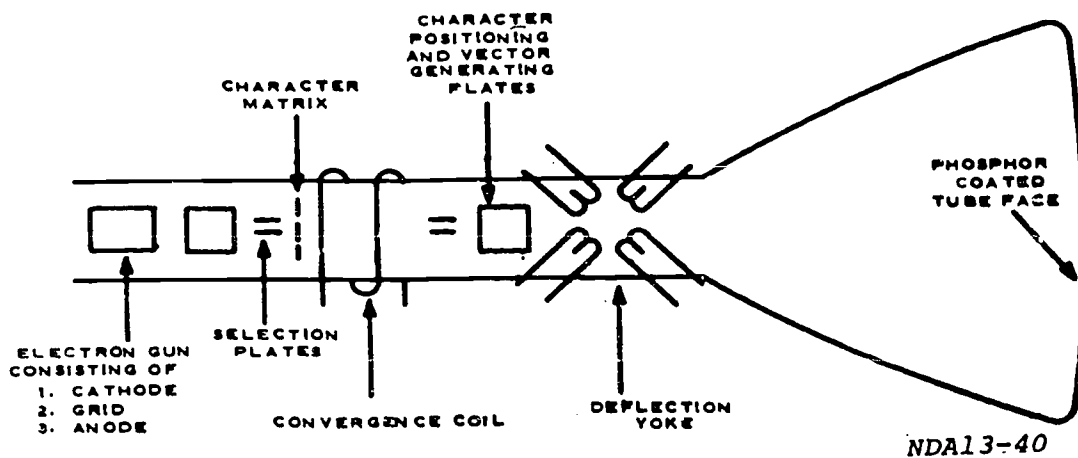 CHARACTER
POSITIONING
AND VECTOR
GENERATING
PLATES
CHARACTER
MATRIX
PHOSPHOR
COATED
TUBE FACE
SELECTION
PLATES
ELECTRON GUN
CONSISTING OF
1. CATHODE
2. GRID
3. ANODE
CONVERGENCE COIL
DEFLECTION
YOKE
NDA13-40